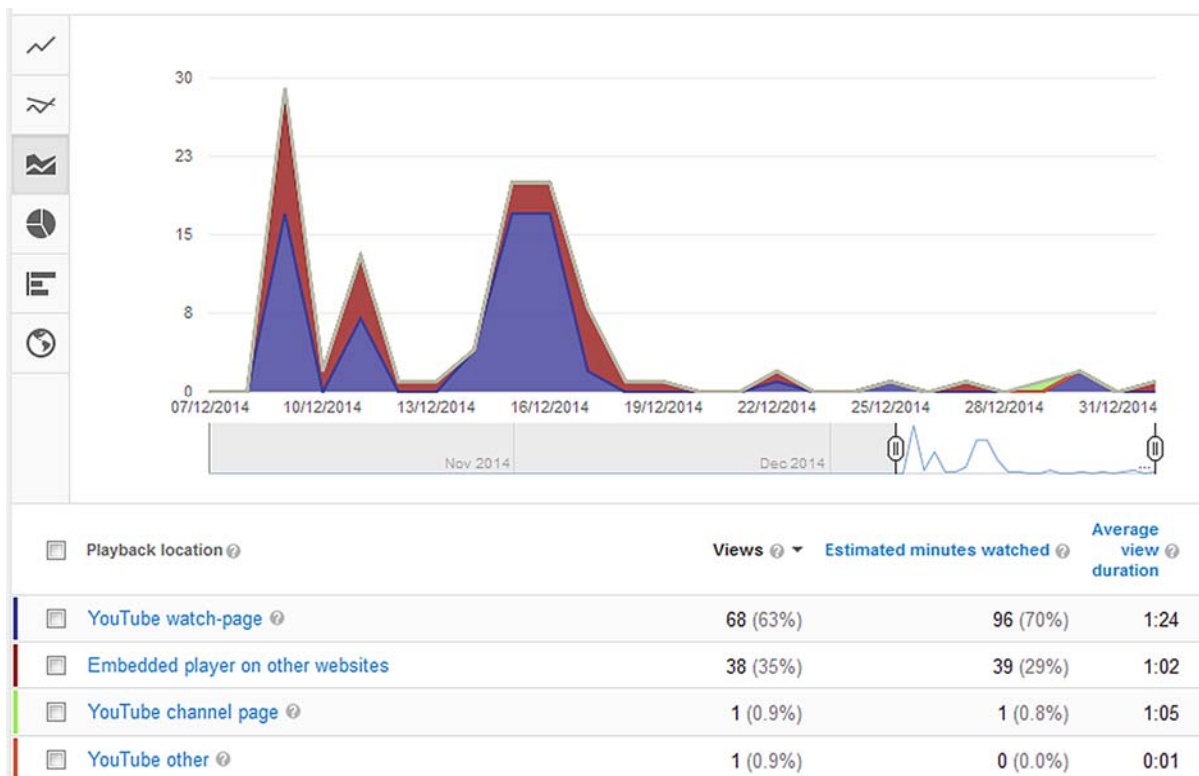 30
23
15
8
0
07/12/2014 10/12/2014 13/12/2014 16/12/2014 19/12/2014 22/12/2014 25/12/2014 28/12/2014 31/12/2014
Nov 2014 Dec 2014 ...
Playback location ? Views ? Estimated minutes watched ? Average view duration ?
YouTube watch-page ? 68 (63%) 96 (70%) 1:24
Embedded player on other websites 38 (35%) 39 (29%) 1:02
YouTube channel page ? 1 (0.9%) 1 (0.8%) 1:05
YouTube other ? 1 (0.9%) 0 (0.0%) 0:01